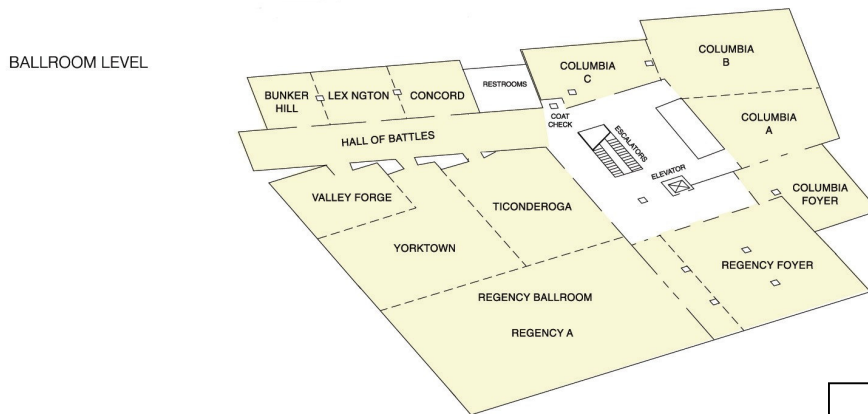 BALLROOM LEVEL
COLUMBIA
B
COLUMBIA
C
RESTROOMS
BUNKER
HILL
LEX NGTON
CONCORD
COAT
CHECK
COLUMBIA
A
HALL OF BATTLES
ESCALATORS
ELEVATOR
VALLEY FORGE
COLUMBIA
FOYER
TICONDEROGA
YORKTOWN
REGENCY FOYER
REGENCY BALLROOM
REGENCY A